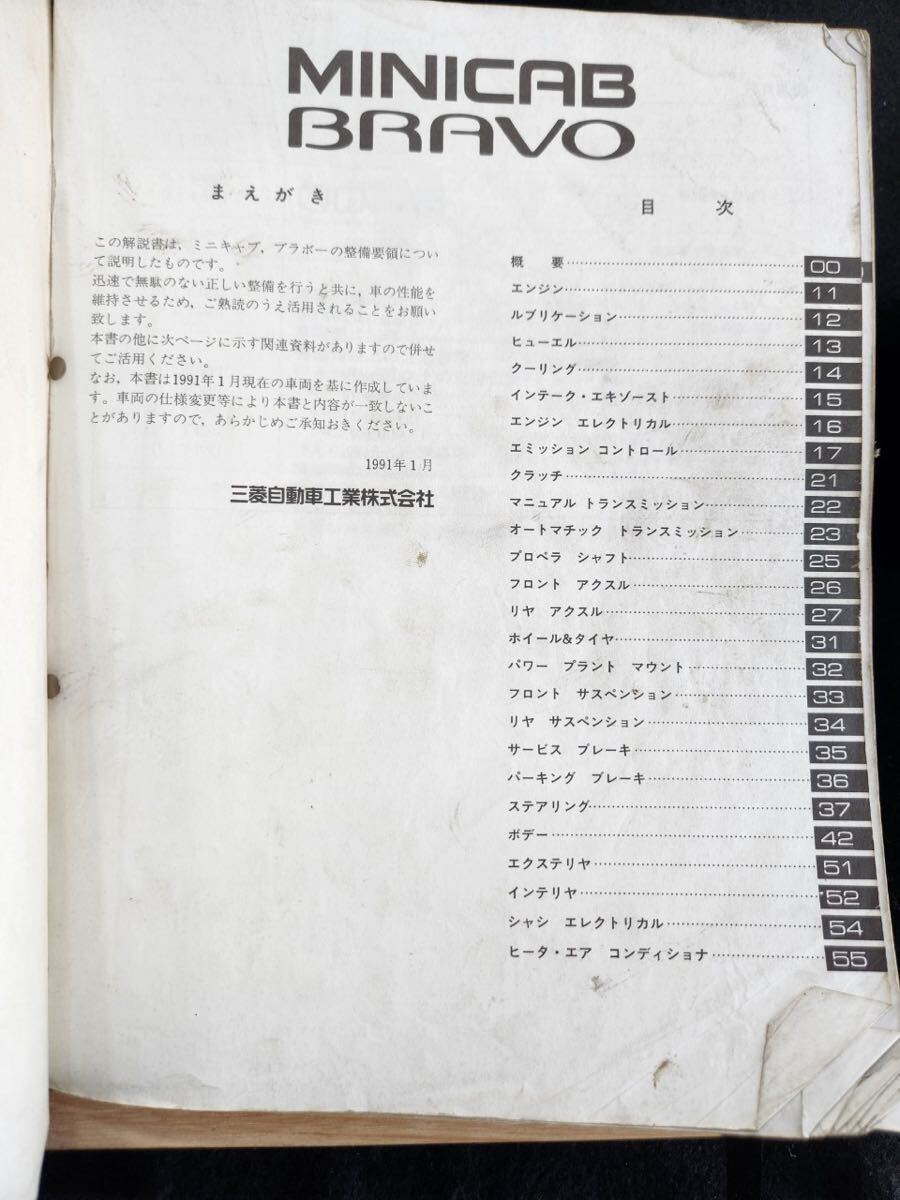 MINICAB
BRAVO
まえがき
この解説書は，ミニキャブ，ブラボーの整備要領につい
て説明したものです。
迅速で無駄のない正しい整備を行うと共に，車の性能を
維持させるため，ご熟読のうえ活用されることをお願い
致します。
本書の他に次ページに示す関連資料がありますので併せ
てご活用ください。
なお，本書は1991年1月現在の車両を基に作成していま
す。車両の仕様変更等により本書と内容が一致しないこ
とがありますので，あらかじめご承知おきください。
1991年1月
三菱自動車工業株式会社
目 次
概 要 00
エンジン 11
ルブリケーション 12
ヒューエル 13
クーリング 14
インテーク・エキゾースト 15
エンジン エレクトリカル 16
エミッション コントロール 17
クラッチ 21
マニュアル トランスミッション 22
オートマチック トランスミッション 23
プロペラ シャフト 25
フロント アクスル 26
リヤ アクスル 27
ホイール&タイヤ 31
パワー プラント マウント 32
フロント サスペンション 33
リヤ サスペンション 34
サービス ブレーキ 35
パーキング ブレーキ 36
ステアリング 37
ボデー 42
エクステリヤ 51
インテリヤ 52
シャシ エレクトリカル 54
ヒータ・エア コンディショナ 55